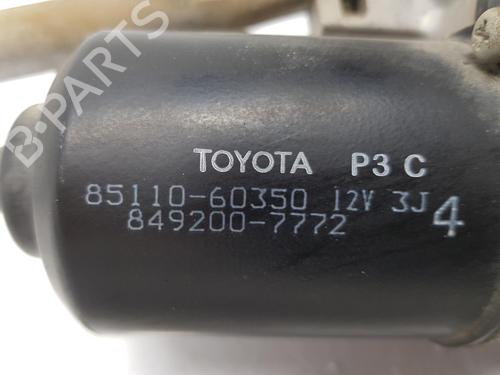 B-PARTS
TOYOTA P3 C
85110-60350 12V 3J 4
849200-7772